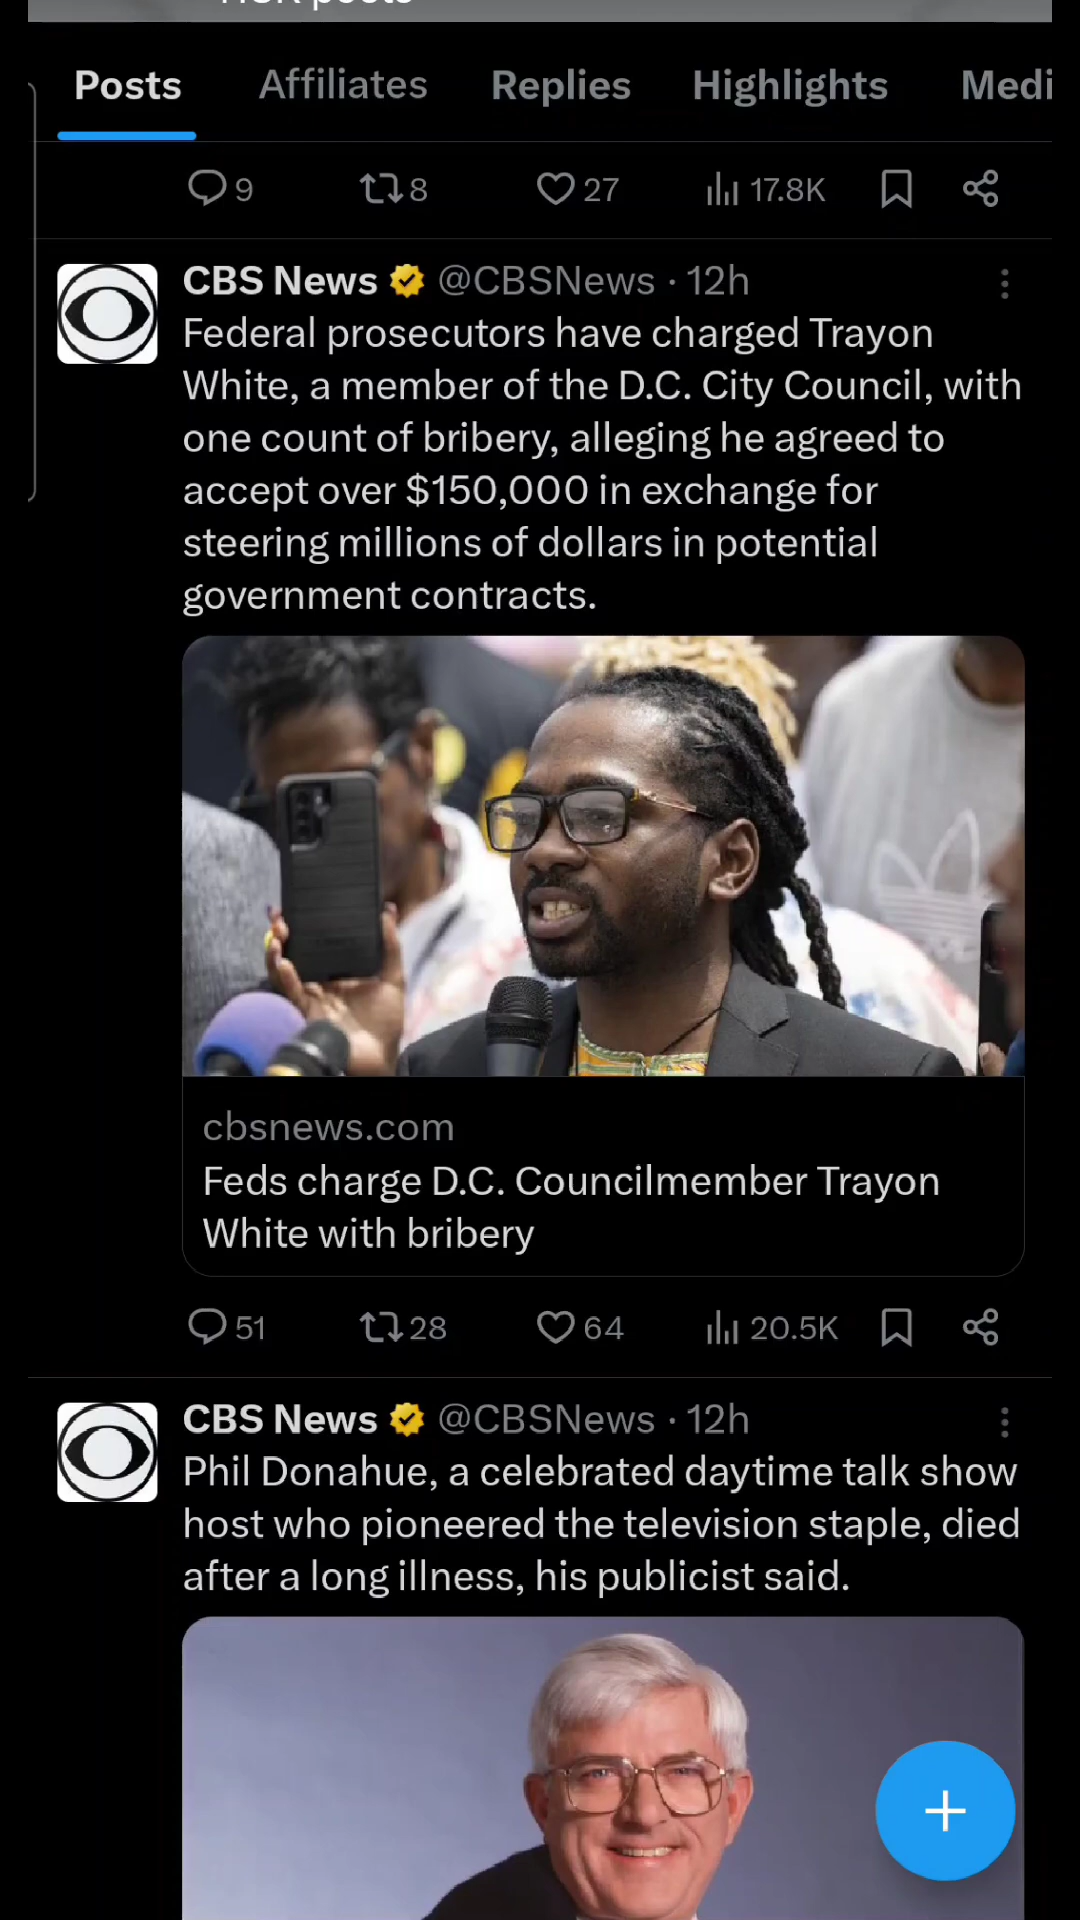 Posts Affiliates Replies Highlights Medi
9 8 27 17.8K
CBS News @CBSNews · 12h
Federal prosecutors have charged Trayon
White, a member of the D.C. City Council, with
one count of bribery, alleging he agreed to
accept over $150,000 in exchange for
steering millions of dollars in potential
government contracts.
cbsnews.com
Feds charge D.C. Councilmember Trayon
White with bribery
51 28 64 20.5K
CBS News @CBSNews · 12h
Phil Donahue, a celebrated daytime talk show
host who pioneered the television staple, died
after a long illness, his publicist said.